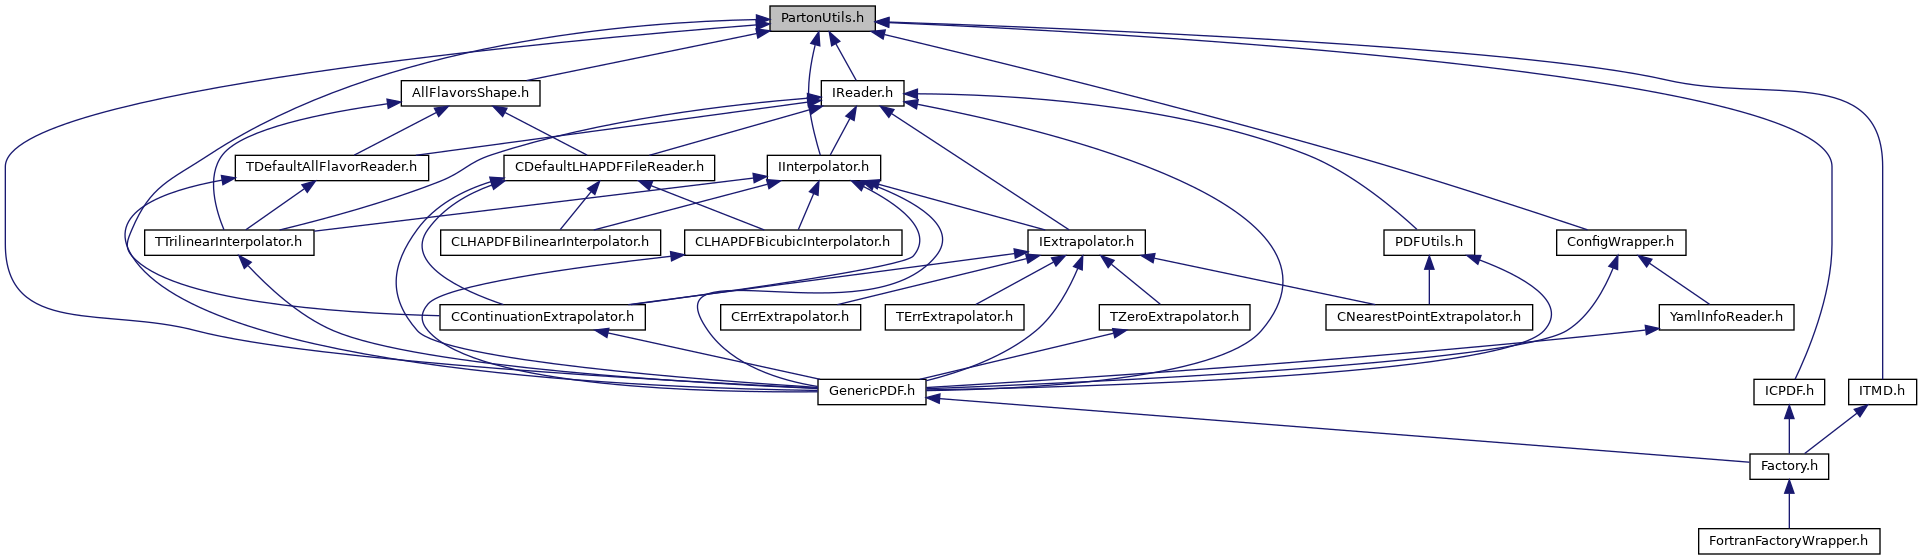 PartonUtils.h
AllFlavorsShape.h
IReader.h
TDefaultAllFlavorReader.h
CDefaultLHAPDFFileReader.h
IInterpolator.h
TTrilinearInterpolator.h
CLHAPDFBilinearInterpolator.h
CLHAPDFBicubicInterpolator.h
IExtrapolator.h
PDFUtils.h
ConfigWrapper.h
CContinuationExtrapolator.h
CErrExtrapolator.h
TErrExtrapolator.h
TZeroExtrapolator.h
CNearestPointExtrapolator.h
YamlInfoReader.h
GenericPDF.h
ICPDF.h
ITMD.h
Factory.h
FortranFactoryWrapper.h